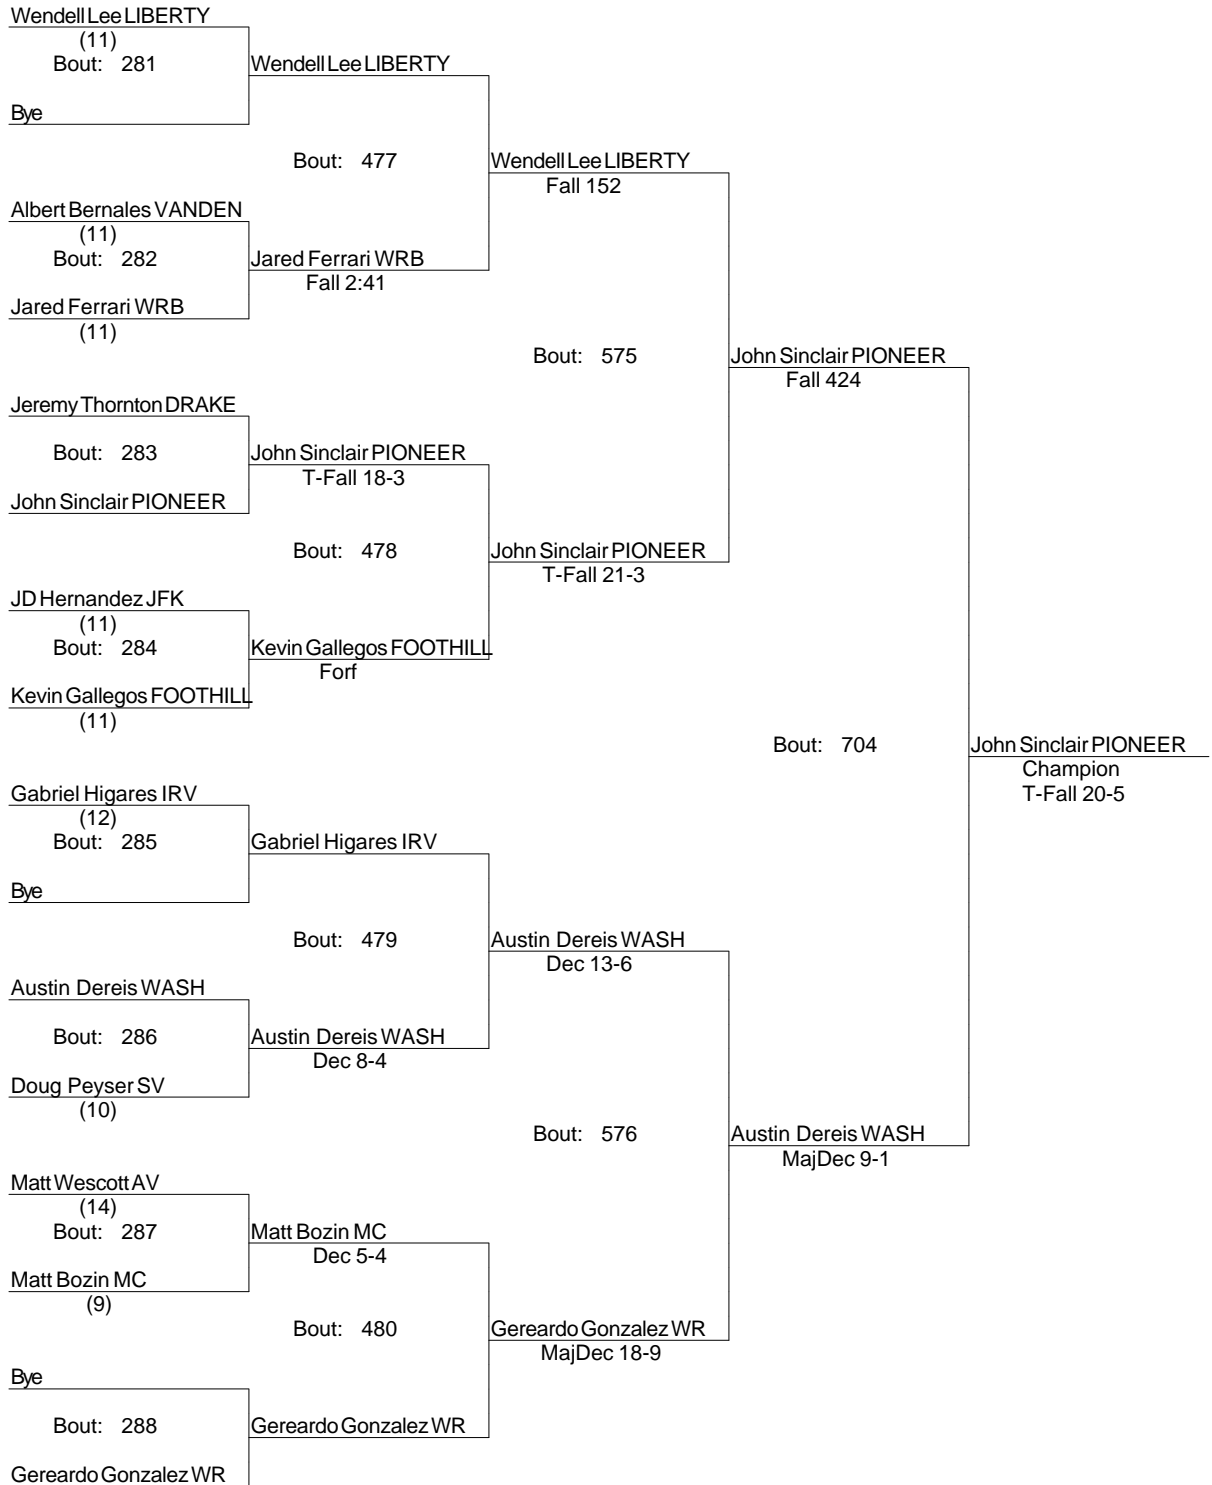 Wendell Lee LIBERTY
(11)
Bout: 281
Wendell Lee LIBERTY
Bye
Bout: 477
Wendell Lee LIBERTY
Fall 152
Albert Bernales VANDEN
(11)
Bout: 282
Jared Ferrari WRB
Fall 2:41
Jared Ferrari WRB
(11)
Bout: 575
John Sinclair PIONEER
Fall 424
Jeremy Thornton DRAKE
Bout: 283
John Sinclair PIONEER
T-Fall 18-3
John Sinclair PIONEER
Bout: 478
John Sinclair PIONEER
T-Fall 21-3
JD Hernandez JFK
(11)
Bout: 284
Kevin Gallegos FOOTHILL
Forf
Kevin Gallegos FOOTHILL
(11)
Bout: 704
John Sinclair PIONEER
Champion
T-Fall 20-5
Gabriel Higares IRV
(12)
Bout: 285
Gabriel Higares IRV
Bye
Bout: 479
Austin Dereis WASH
Dec 13-6
Austin Dereis WASH
Bout: 286
Austin Dereis WASH
Dec 8-4
Doug Peyser SV
(10)
Bout: 576
Austin Dereis WASH
MajDec 9-1
Matt Wescott AV
(14)
Bout: 287
Matt Bozin MC
Dec 5-4
Matt Bozin MC
(9)
Bout: 480
Gereardo Gonzalez WR
MajDec 18-9
Bye
Bout: 288
Gereardo Gonzalez WR
Gereardo Gonzalez WR